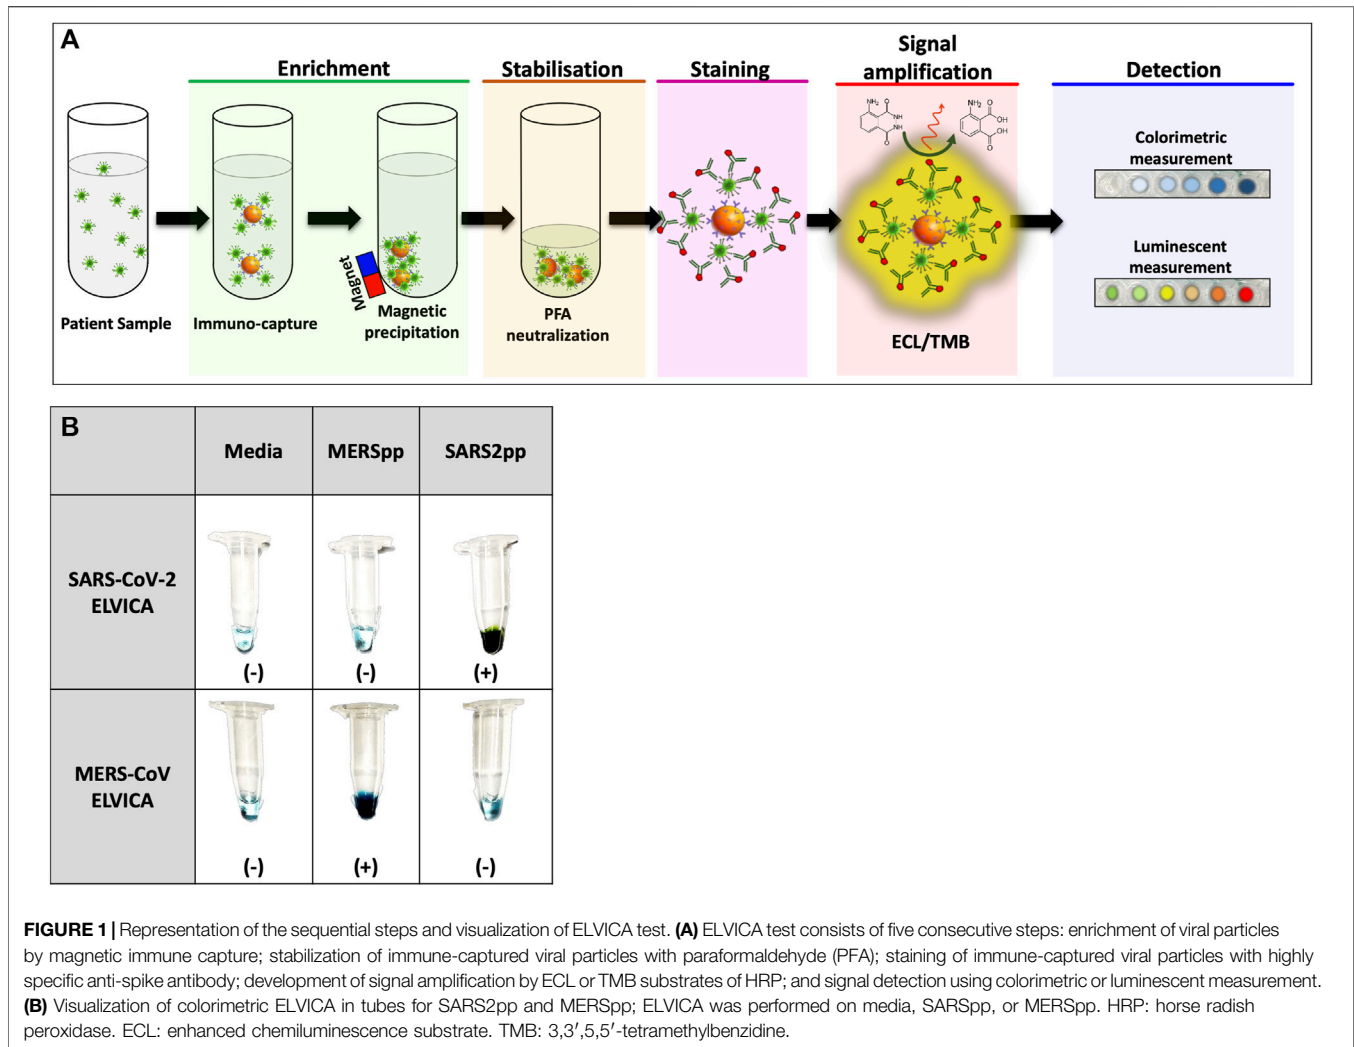 A
Enrichment
Stabilisation
Staining
Signal
amplification
Detection
NH₂
O
NH
NH
O
NH₂
O
OH
OH
O
Colorimetric
measurement
Luminescent
measurement
Magnet
Patient Sample
Immuno-capture
Magnetic
precipitation
PFA
neutralization
ECL/TMB
B
Media
MERSpp
SARS2pp
SARS-CoV-2
ELVICA
(-)
(-)
(+)
MERS-CoV
ELVICA
(-)
(+)
(-)
FIGURE 1 | Representation of the sequential steps and visualization of ELVICA test. (A) ELVICA test consists of five consecutive steps: enrichment of viral particles
by magnetic immune capture; stabilization of immune-captured viral particles with paraformaldehyde (PFA); staining of immune-captured viral particles with highly
specific anti-spike antibody; development of signal amplification by ECL or TMB substrates of HRP; and signal detection using colorimetric or luminescent measurement.
(B) Visualization of colorimetric ELVICA in tubes for SARS2pp and MERSpp; ELVICA was performed on media, SARSpp, or MERSpp. HRP: horse radish
peroxidase. ECL: enhanced chemiluminescence substrate. TMB: 3,3′,5,5′-tetramethylbenzidine.